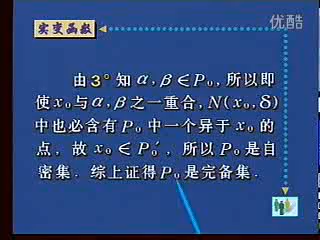 优酷
实变函数
由3°知 α,β∈P₀,所以即
使x₀与α,β之一重合,N(x₀,δ)
中也必含有P₀中一个异于x₀的
点,故 x₀∈P₀′,所以P₀是自
密集.综上证得P₀是完备集.